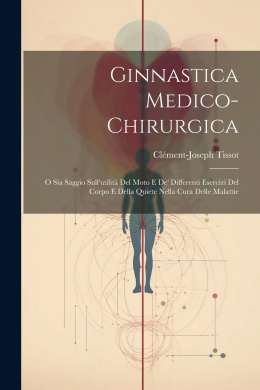 Ginnastica
Medico-
Chirurgica
Clément-Joseph Tissot
O Sia Saggio Sull'utilità Del Moto E De' Differenti Esercizi Del
Corpo E Della Quiete Nella Cura Delle Malattie